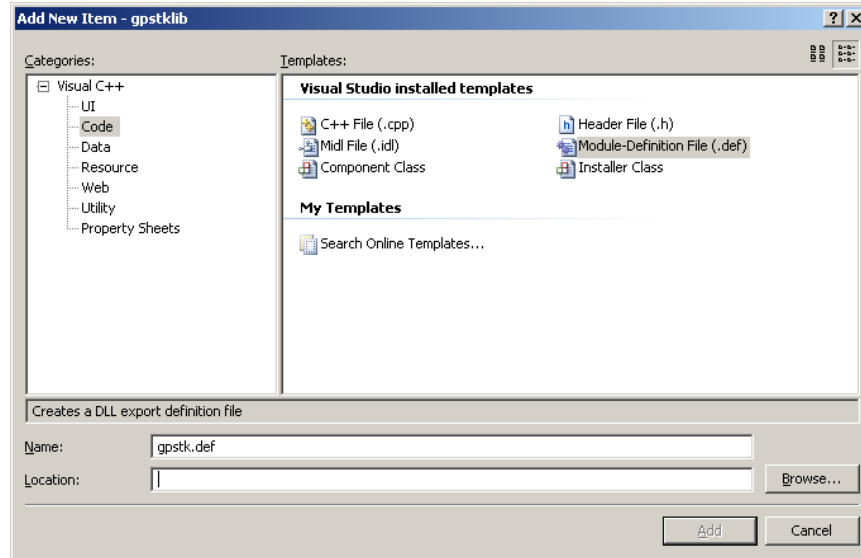 Add New Item - gpstklib
Categories:
Templates:
Visual C++
UI
Code
Data
Resource
Web
Utility
Property Sheets
Visual Studio installed templates
C++ File (.cpp)
Header File (.h)
Midl File (.idl)
Module-Definition File (.def)
Component Class
Installer Class
My Templates
Search Online Templates...
Creates a DLL export definition file
Name:
gpstk.def
Location:
Browse...
Add
Cancel